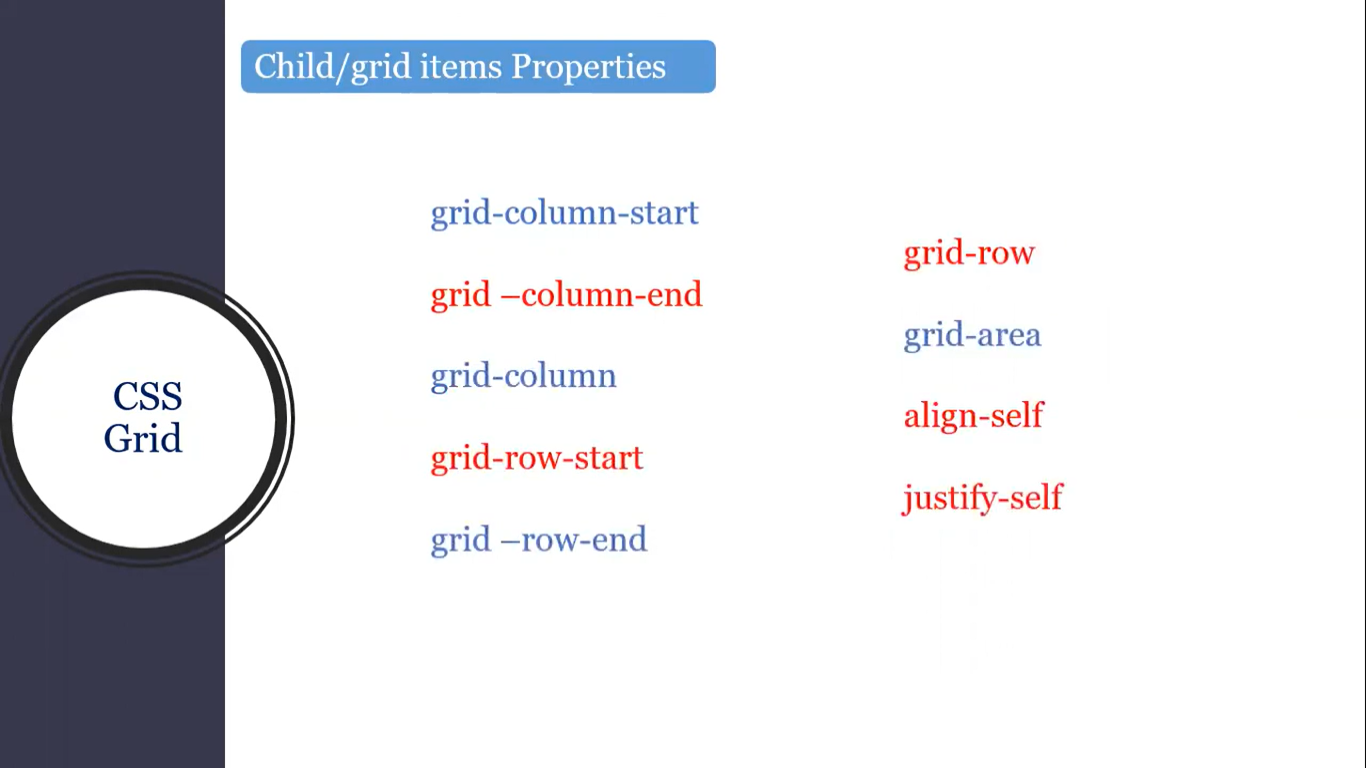 Child/grid items Properties
CSS
Grid
grid-column-start
grid –column-end
grid-column
grid-row-start
grid –row-end
grid-row
grid-area
align-self
justify-self